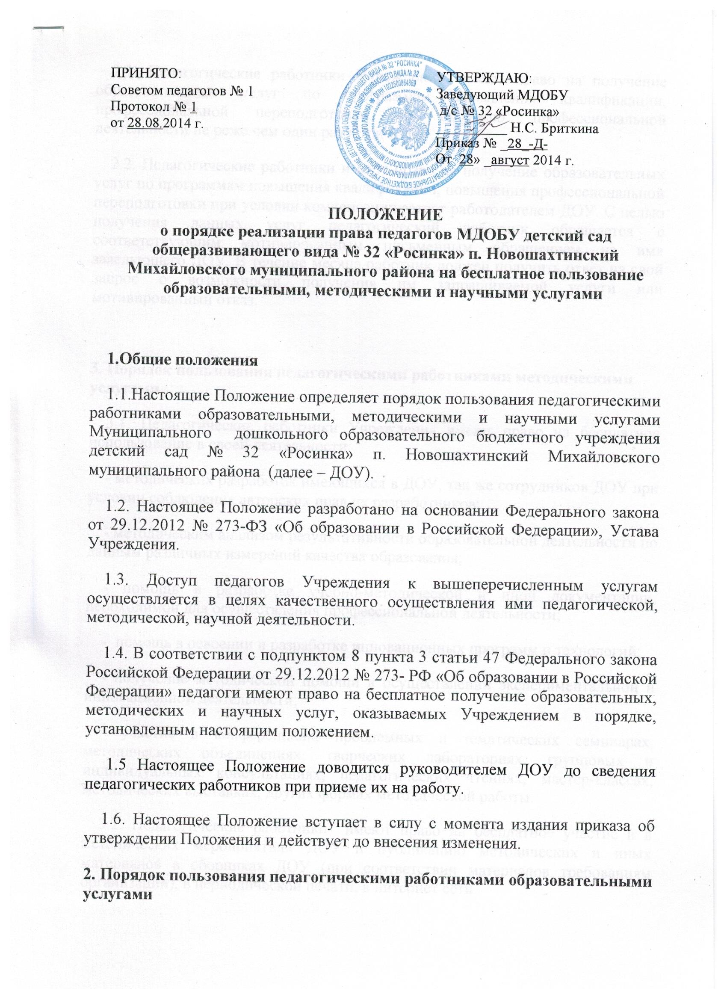 ПРИНЯТО:
Советом педагогов № 1
Протокол № 1
от 28.08.2014 г.
УТВЕРЖДАЮ:
Заведующий МДОБУ
д/с № 32 «Росинка»
__________ Н.С. Бриткина
Приказ № _28_-Д-
От _28» _август 2014 г.
ОГРН 1022500864869
ИНН 2520007768
ПОЛОЖЕНИЕ
о порядке реализации права педагогов МДОБУ детский сад
общеразвивающего вида № 32 «Росинка» п. Новошахтинский
Михайловского муниципального района на бесплатное пользование
образовательными, методическими и научными услугами
1.Общие положения
1.1.Настоящие Положение определяет порядок пользования педагогическими
работниками образовательными, методическими и научными услугами
Муниципального дошкольного образовательного бюджетного учреждения
детский сад № 32 «Росинка» п. Новошахтинский Михайловского
муниципального района (далее – ДОУ).
1.2. Настоящее Положение разработано на основании Федерального закона
от 29.12.2012 № 273-ФЗ «Об образовании в Российской Федерации», Устава
Учреждения.
1.3. Доступ педагогов Учреждения к вышеперечисленным услугам
осуществляется в целях качественного осуществления ими педагогической,
методической, научной деятельности.
1.4. В соответствии с подпунктом 8 пункта 3 статьи 47 Федерального закона
Российской Федерации от 29.12.2012 № 273- РФ «Об образовании в Российской
Федерации» педагоги имеют право на бесплатное получение образовательных,
методических и научных услуг, оказываемых Учреждением в порядке,
установленным настоящим положением.
1.5 Настоящее Положение доводится руководителем ДОУ до сведения
педагогических работников при приеме их на работу.
1.6. Настоящее Положение вступает в силу с момента издания приказа об
утверждении Положения и действует до внесения изменения.
2. Порядок пользования педагогическими работниками образовательными
услугами